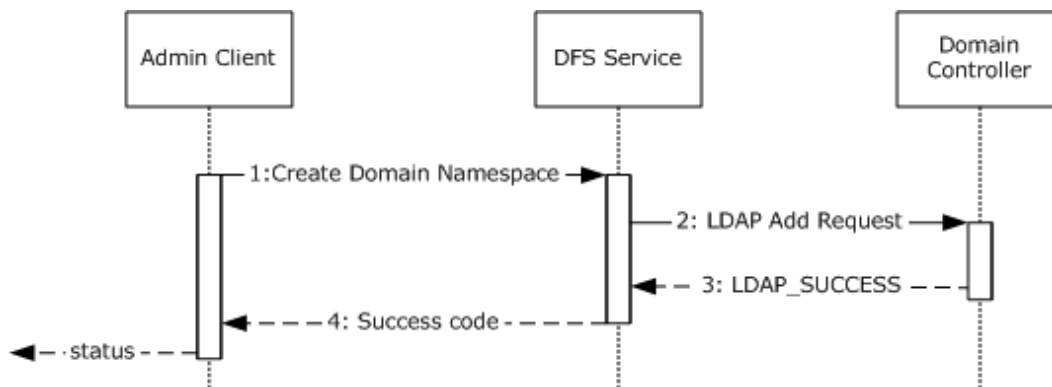 Admin Client
DFS Service
Domain
Controller
1:Create Domain Namespace
2: LDAP Add Request
3: LDAP_SUCCESS
4: Success code
status